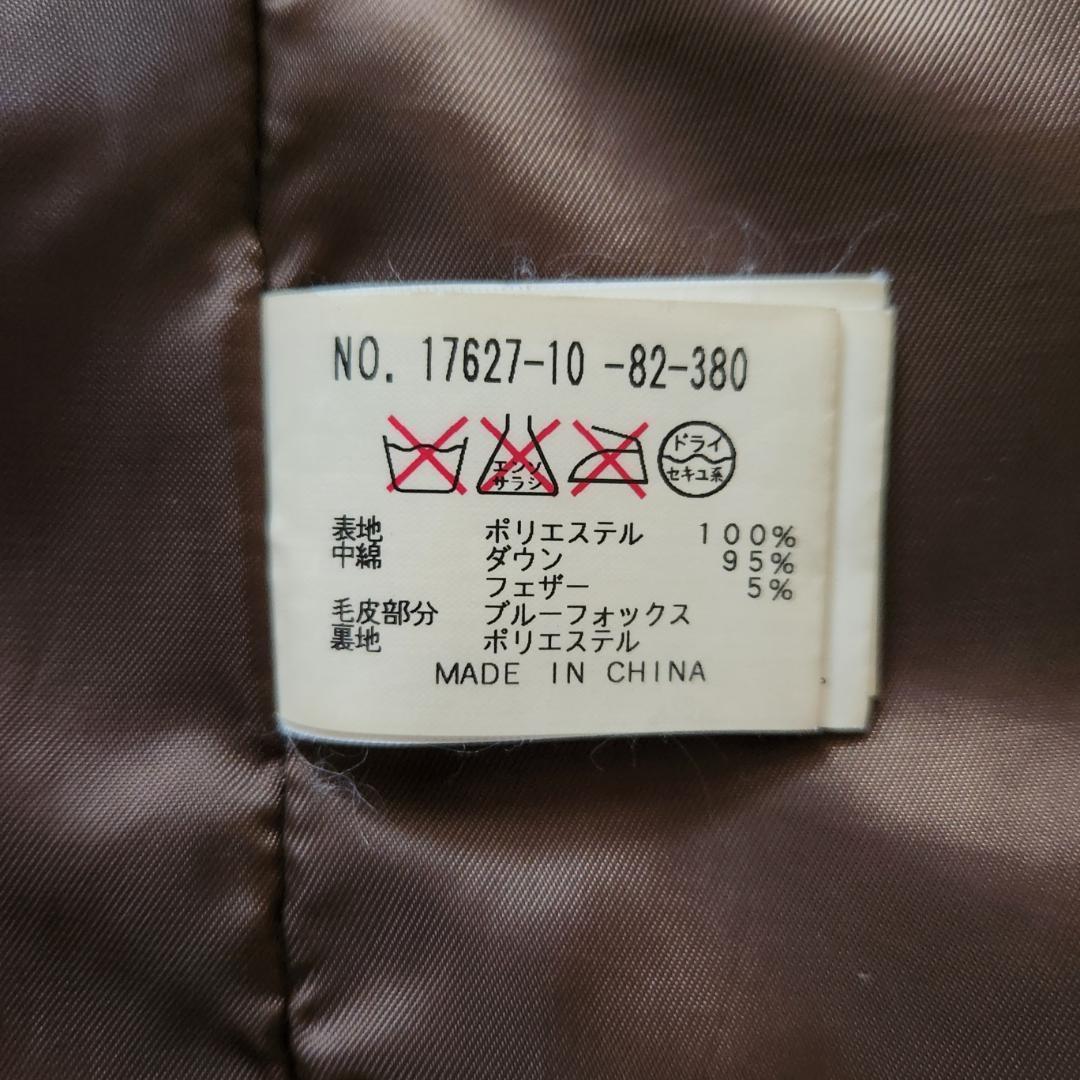 NO. 17627-10 -82-380
エンソ
サラシ
ドライ
セキユ系
表地 ポリエステル 100%
中綿 ダウン 95%
フェザー 5%
毛皮部分 ブルーフォックス
裏地 ポリエステル
MADE IN CHINA